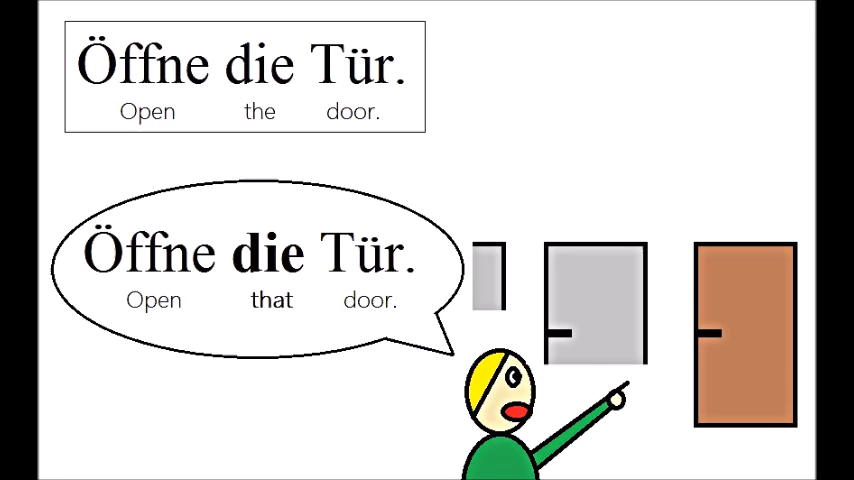 Öffne die Tür.
Open the door.
Öffne die Tür.
Open that door.